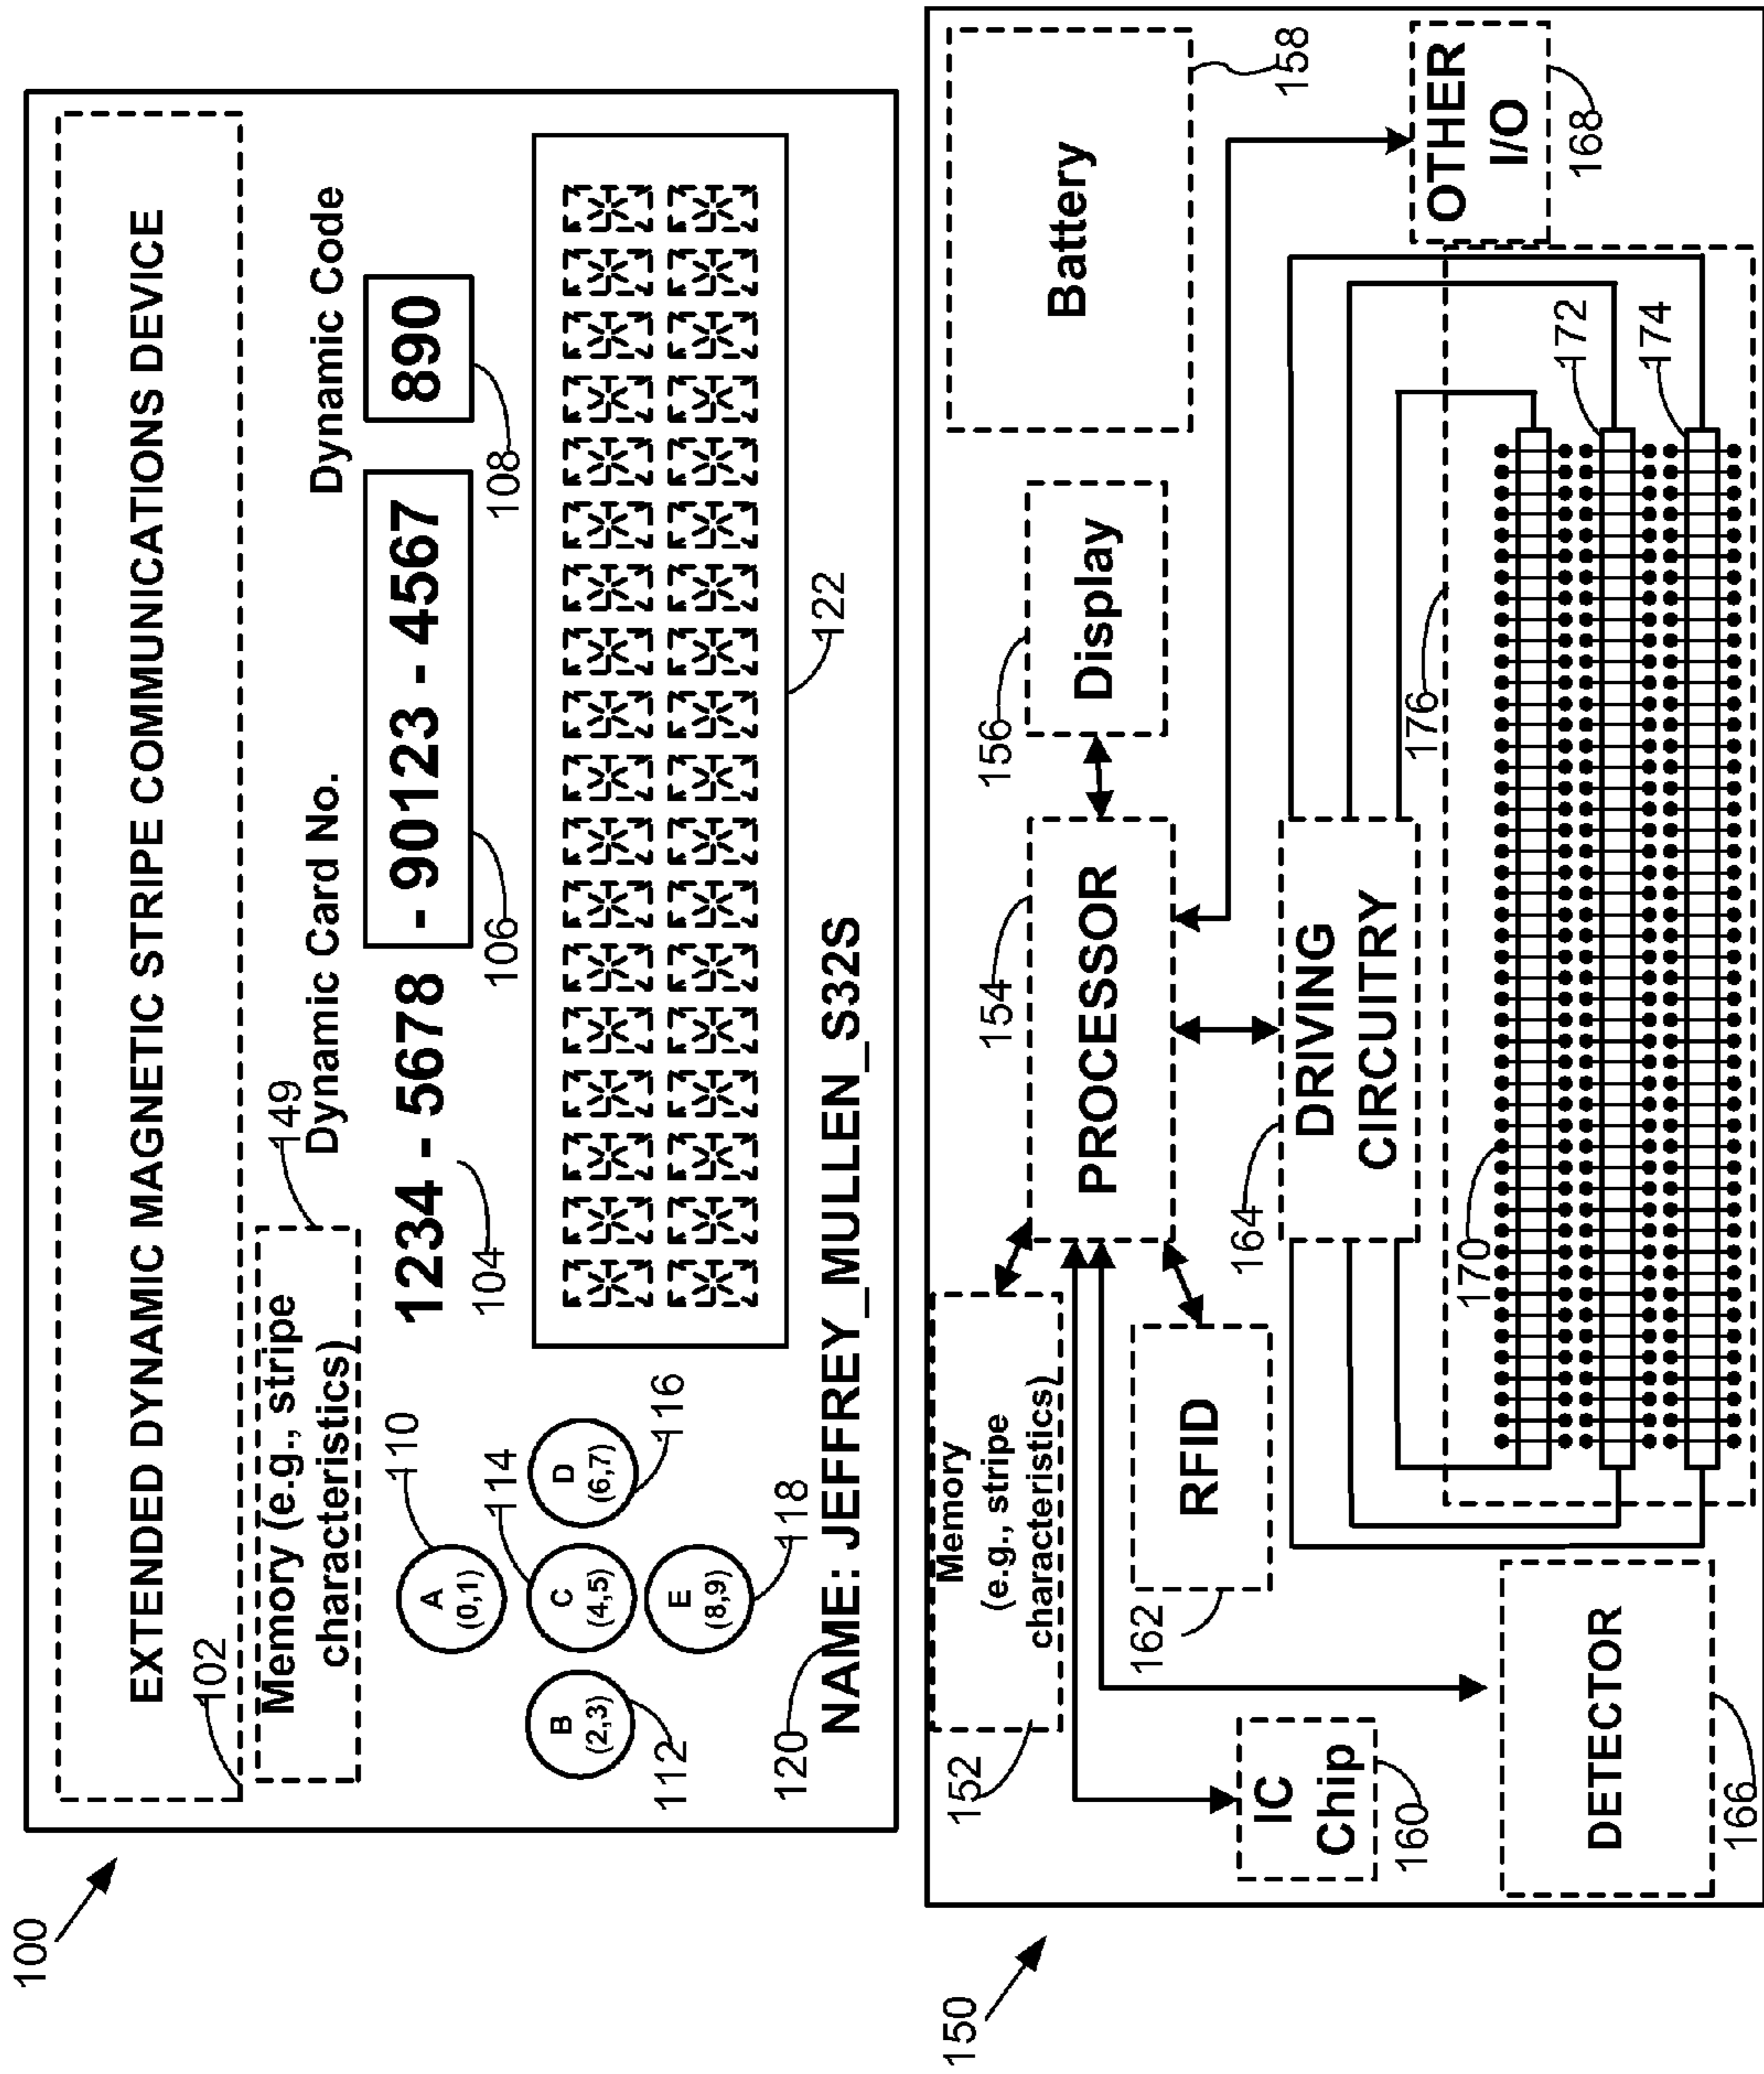 100
EXTENDED DYNAMIC MAGNETIC STRIPE COMMUNICATIONS DEVICE
102
Memory (e.g., stripe
characteristics)
149
Dynamic Card No.
Dynamic Code
1234 - 5678 - 90123 - 4567
890
104
106
108
110
A
(0,1)
B
(2,3)
112
C
(4,5)
114
D
(6,7)
116
E
(8,9)
118
122
120
NAME: JEFFREY_MULLEN_S32S
150
Memory
(e.g., stripe
characteristics)
152
PROCESSOR
154
Display
156
Battery
158
IC
Chip
160
RFID
162
DRIVING
CIRCUITRY
164
OTHER
I/O
168
DETECTOR
166
170
176
172
174